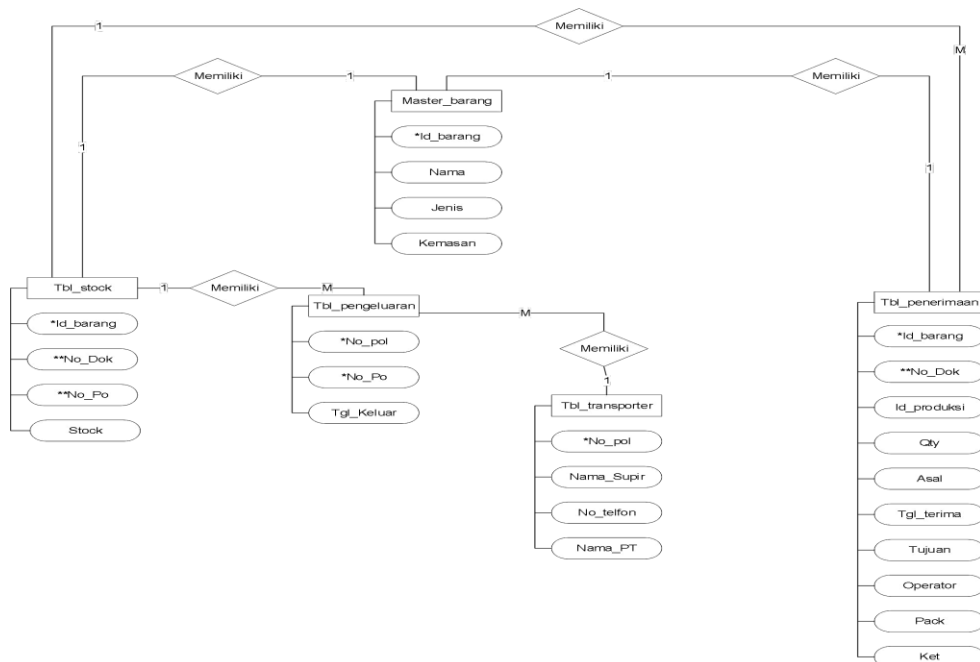 1
Memiliki
M
Memiliki
1
1
Memiliki
Master_barang
*Id_barang
1
1
Nama
Jenis
Kemasan
Tbl_stock
1
Memiliki
M
Tbl_pengeluaran
*Id_barang
**No_Dok
**No_Po
Stock
*No_pol
*No_Po
Tgl_Keluar
M
Memiliki
1
Tbl_transporter
*No_pol
Nama_Supir
No_telfon
Nama_PT
Tbl_penerimaan
*Id_barang
**No_Dok
Id_produksi
Qty
Asal
Tgl_terima
Tujuan
Operator
Pack
Ket